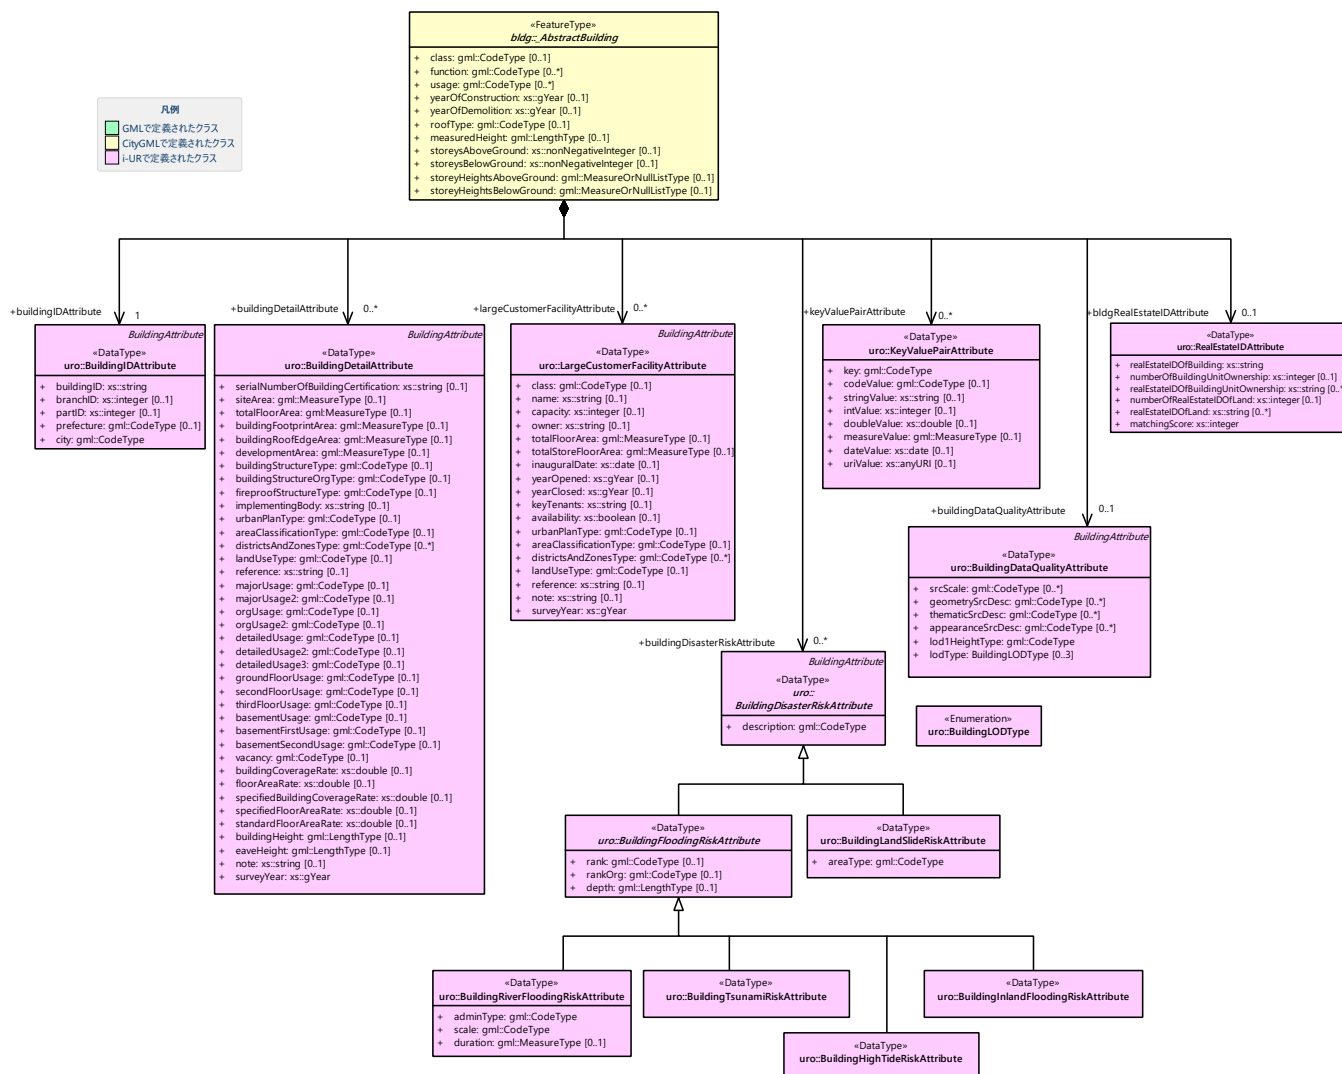 «FeatureType»
bldg::_AbstractBuilding
+ class: gml::CodeType [0..1]
+ function: gml::CodeType [0..*]
+ usage: gml::CodeType [0..*]
+ yearOfConstruction: xs::gYear [0..1]
+ yearOfDemolition: xs::gYear [0..1]
+ roofType: gml::CodeType [0..1]
+ measuredHeight: gml::LengthType [0..1]
+ storeysAboveGround: xs::nonNegativeInteger [0..1]
+ storeysBelowGround: xs::nonNegativeInteger [0..1]
+ storeyHeightsAboveGround: gml::MeasureOrNullListType [0..1]
+ storeyHeightsBelowGround: gml::MeasureOrNullListType [0..1]
凡例
GMLで定義されたクラス
CityGMLで定義されたクラス
i-URで定義されたクラス
+buildingIDAttribute
1
BuildingAttribute
«DataType»
uro::BuildingIDAttribute
+ buildingID: xs::string
+ branchID: xs::integer [0..1]
+ partID: xs::integer [0..1]
+ prefecture: gml::CodeType [0..1]
+ city: gml::CodeType
+buildingDetailAttribute
0..*
BuildingAttribute
«DataType»
uro::BuildingDetailAttribute
+ serialNumberOfBuildingCertification: xs::string [0..1]
+ siteArea: gml::MeasureType [0..1]
+ totalFloorArea: gml:MeasureType [0..1]
+ buildingFootprintArea: gml::MeasureType [0..1]
+ buildingRoofEdgeArea: gml::MeasureType [0..1]
+ developmentArea: gml::MeasureType [0..1]
+ buildingStructureType: gml::CodeType [0..1]
+ buildingStructureOrgType: gml::CodeType [0..1]
+ fireproofStructureType: gml::CodeType [0..1]
+ implementingBody: xs::string [0..1]
+ urbanPlanType: gml::CodeType [0..1]
+ areaClassificationType: gml::CodeType [0..1]
+ districtsAndZonesType: gml::CodeType [0..*]
+ landUseType: gml::CodeType [0..1]
+ reference: xs::string [0..1]
+ majorUsage: gml::CodeType [0..1]
+ majorUsage2: gml::CodeType [0..1]
+ orgUsage: gml::CodeType [0..1]
+ orgUsage2: gml::CodeType [0..1]
+ detailedUsage: gml::CodeType [0..1]
+ detailedUsage2: gml::CodeType [0..1]
+ detailedUsage3: gml::CodeType [0..1]
+ groundFloorUsage: gml::CodeType [0..1]
+ secondFloorUsage: gml::CodeType [0..1]
+ thirdFloorUsage: gml::CodeType [0..1]
+ basementUsage: gml::CodeType [0..1]
+ basementFirstUsage: gml::CodeType [0..1]
+ basementSecondUsage: gml::CodeType [0..1]
+ vacancy: gml::CodeType [0..1]
+ buildingCoverageRate: xs::double [0..1]
+ floorAreaRate: xs::double [0..1]
+ specifiedBuildingCoverageRate: xs::double [0..1]
+ specifiedFloorAreaRate: xs::double [0..1]
+ standardFloorAreaRate: xs::double [0..1]
+ buildingHeight: gml::LengthType [0..1]
+ eaveHeight: gml::LengthType [0..1]
+ note: xs::string [0..1]
+ surveyYear: xs::gYear
+largeCustomerFacilityAttribute
0..*
BuildingAttribute
«DataType»
uro::LargeCustomerFacilityAttribute
+ class: gml::CodeType [0..1]
+ name: xs::string [0..1]
+ capacity: xs::integer [0..1]
+ owner: xs::string [0..1]
+ totalFloorArea: gml::MeasureType [0..1]
+ totalStoreFloorArea: gml::MeasureType [0..1]
+ inauguralDate: xs::date [0..1]
+ yearOpened: xs::gYear [0..1]
+ yearClosed: xs::gYear [0..1]
+ keyTenants: xs::string [0..1]
+ availability: xs::boolean [0..1]
+ urbanPlanType: gml::CodeType [0..1]
+ areaClassificationType: gml::CodeType [0..1]
+ districtsAndZonesType: gml::CodeType [0..*]
+ landUseType: gml::CodeType [0..1]
+ reference: xs::string [0..1]
+ note: xs::string [0..1]
+ surveyYear: xs::gYear
+keyValuePairAttribute
0..*
«DataType»
uro::KeyValuePairAttribute
+ key: gml::CodeType
+ codeValue: gml::CodeType [0..1]
+ stringValue: xs::string [0..1]
+ intValue: xs::integer [0..1]
+ doubleValue: xs::double [0..1]
+ measureValue: gml::MeasureType [0..1]
+ dateValue: xs::date [0..1]
+ uriValue: xs::anyURI [0..1]
+bldgRealEstateIDAttribute
0..1
«DataType»
uro::RealEstateIDAttribute
+ realEstateIDOfBuilding: xs::string
+ numberOfBuildingUnitOwnership: xs::integer [0..1]
+ realEstateIDOfBuildingUnitOwnership: xs::string [0..*
+ numberOfRealEstateIDOfLand: xs::integer [0..1]
+ realEstateIDOfLand: xs::string [0..*]
+ matchingScore: xs::integer
+buildingDataQualityAttribute
0..1
BuildingAttribute
«DataType»
uro::BuildingDataQualityAttribute
+ srcScale: gml::CodeType [0..*]
+ geometrySrcDesc: gml::CodeType [0..*]
+ thematicSrcDesc: gml::CodeType [0..*]
+ appearanceSrcDesc: gml::CodeType [0..*]
+ lod1HeightType: gml::CodeType
+ lodType: BuildingLODType [0..3]
+buildingDisasterRiskAttribute
0..*
BuildingAttribute
«DataType»
uro::
BuildingDisasterRiskAttribute
+ description: gml::CodeType
«Enumeration»
uro::BuildingLODType
«DataType»
uro::BuildingFloodingRiskAttribute
+ rank: gml::CodeType [0..1]
+ rankOrg: gml::CodeType [0..1]
+ depth: gml::LengthType [0..1]
«DataType»
uro::BuildingLandSlideRiskAttribute
+ areaType: gml::CodeType
«DataType»
uro::BuildingRiverFloodingRiskAttribute
+ adminType: gml::CodeType
+ scale: gml::CodeType
+ duration: gml::MeasureType [0..1]
«DataType»
uro::BuildingTsunamiRiskAttribute
«DataType»
uro::BuildingInlandFloodingRiskAttribute
«DataType»
uro::BuildingHighTideRiskAttribute